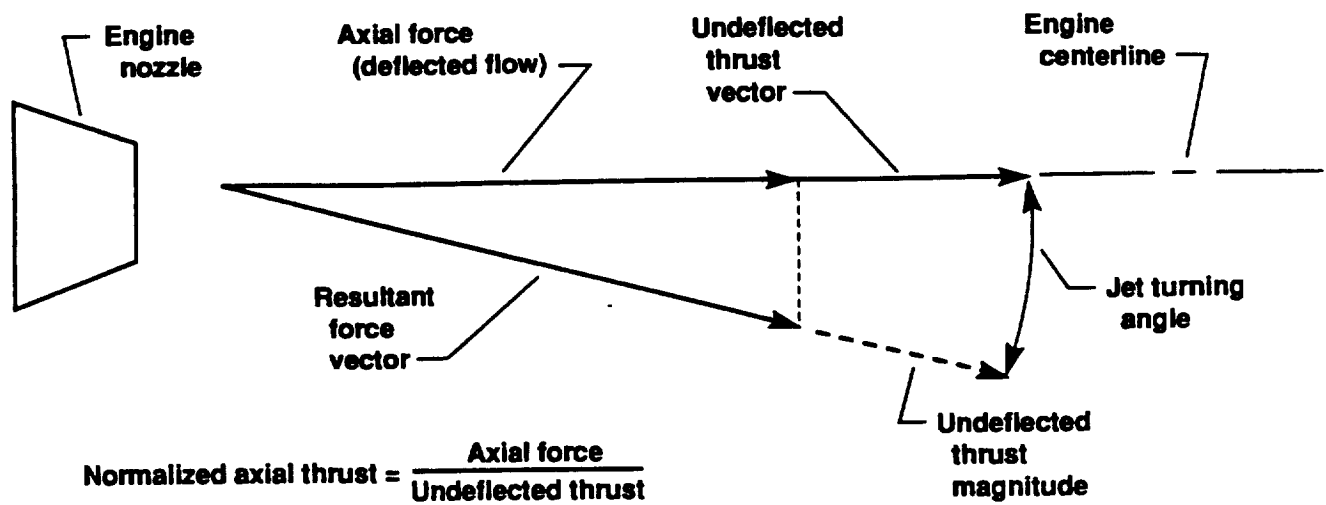 Engine
nozzle
Axial force
(deflected flow)
Undeflected
thrust
vector
Engine
centerline
Resultant
force
vector
Jet turning
angle
Undeflected
thrust
magnitude
Normalized axial thrust = Axial force
Undeflected thrust